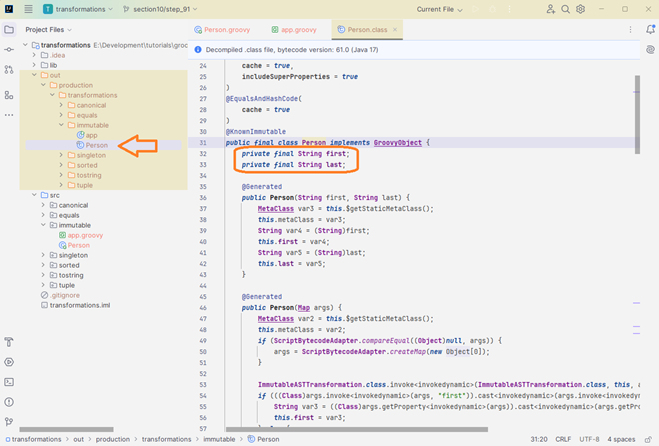 T transformations
section10/step_91
Current File
Project Files
transformations E:\Development\tutorials\groo
.idea
lib
out
production
transformations
canonical
equals
immutable
app
Person
singleton
sorted
tostring
tuple
src
canonical
equals
immutable
app.groovy
Person
singleton
sorted
tostring
tuple
.gitignore
transformations.iml
Person.groovy
app.groovy
Person.class
Decompiled .class file, bytecode version: 61.0 (Java 17)
24 cache = true,
25 includeSuperProperties = true
26 )
27 @EqualsAndHashCode(
28 cache = true
29 )
30 @KnownImmutable
31 public final class Person implements GroovyObject {
32 private final String first;
33 private final String last;
34
35 @Generated
36 public Person(String first, String last) {
37 MetaClass var3 = this.$getStaticMetaClass();
38 this.metaClass = var3;
39 String var4 = (String)first;
40 this.first = var4;
41 String var5 = (String)last;
42 this.last = var5;
43 }
44
45 @Generated
46 public Person(Map args) {
47 MetaClass var2 = this.$getStaticMetaClass();
48 this.metaClass = var2;
49 if (ScriptBytecodeAdapter.compareEqual((Object)null, args)) {
50 args = ScriptBytecodeAdapter.createMap(new Object[0]);
51 }
52
53 ImmutableASTTransformation.class.invoke<invokedynamic>(ImmutableASTTransformation.class, this, a
54 if (((Class)args.invoke<invokedynamic>(args, "first")).cast<invokedynamic>(args.invoke<invokedynamic
55 String var3 = ((Class)args.getProperty<invokedynamic>(args)).cast<invokedynamic>(args.getPro
56 this.first = var3;
57
transformations > out > production > transformations > immutable > Person
31:20 CRLF UTF-8 4 spaces